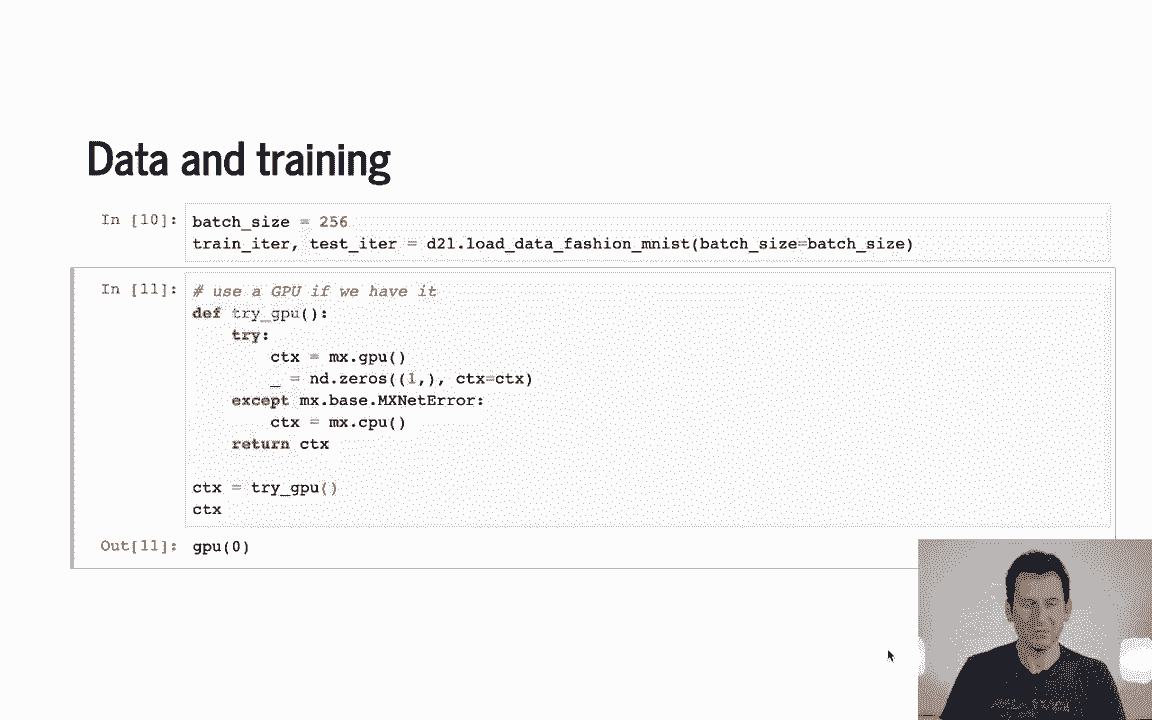 Data and training
In [10]:
batch_size = 256
train_iter, test_iter = d2l.load_data_fashion_mnist(batch_size=batch_size)
In [11]:
# use a GPU if we have it
def try_gpu():
    try:
        ctx = mx.gpu()
        _ = nd.zeros((1,), ctx=ctx)
    except mx.base.MXNetError:
        ctx = mx.cpu()
    return ctx
ctx = try_gpu()
ctx
Out[11]: gpu(0)